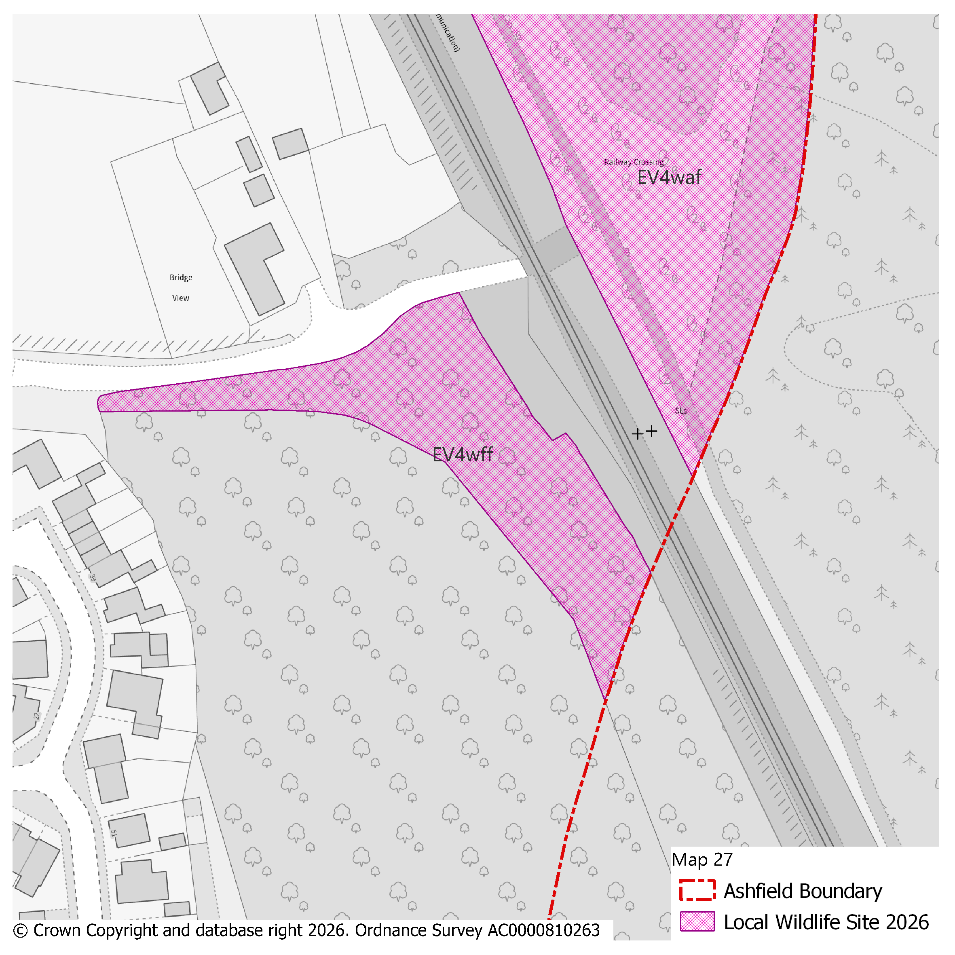 Railway Crossing
EV4waf
Bridge
View
SLs
EV4wff
Map 27
Ashfield Boundary
Local Wildlife Site 2026
© Crown Copyright and database right 2026. Ordnance Survey AC0000810263